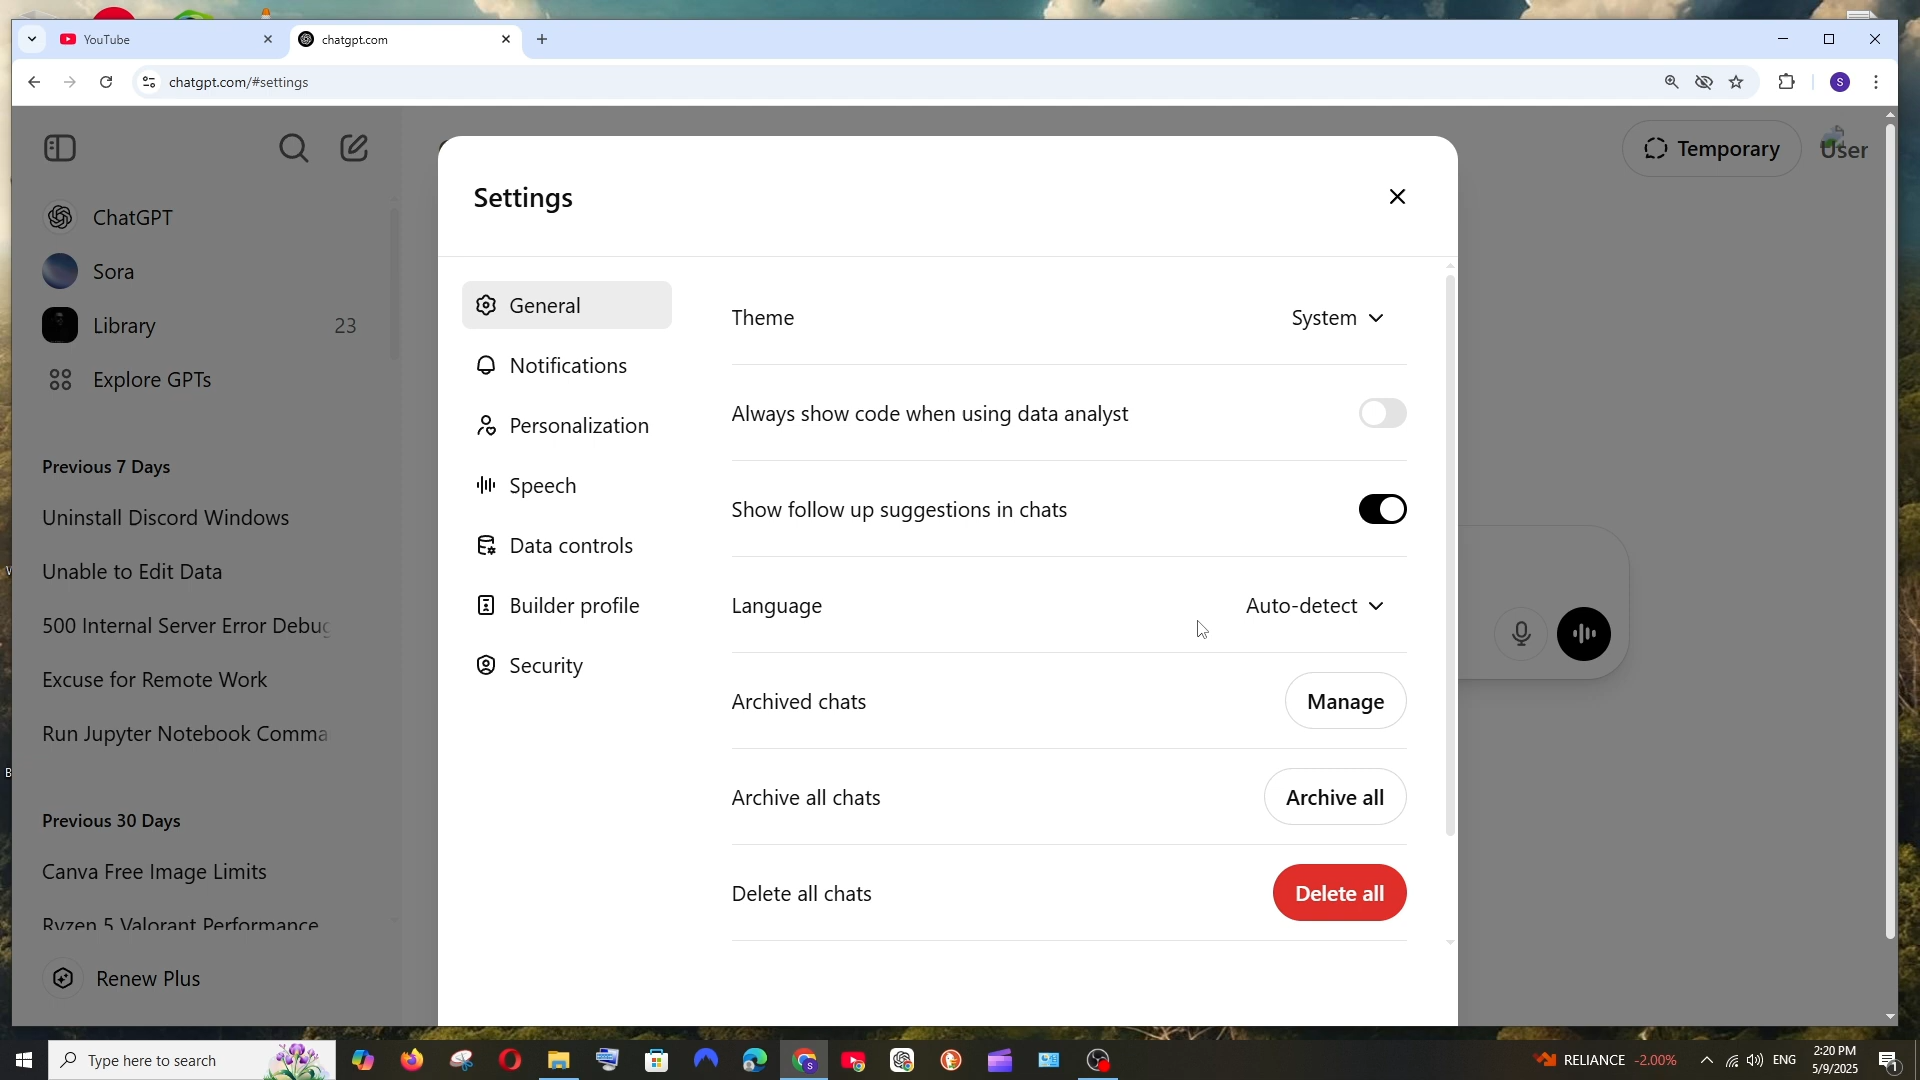 YouTube
chatgpt.com
chatgpt.com/#settings
S
Temporary
User
Settings
ChatGPT
Sora
Library 23
Explore GPTs
Previous 7 Days
Uninstall Discord Windows
Unable to Edit Data
500 Internal Server Error Debug
Excuse for Remote Work
Run Jupyter Notebook Comma
Previous 30 Days
Canva Free Image Limits
Ryzen 5 Valorant Performance
Renew Plus
General
Notifications
Personalization
Speech
Data controls
Builder profile
Security
Theme System
Always show code when using data analyst
Show follow up suggestions in chats
Language Auto-detect
Archived chats Manage
Archive all chats Archive all
Delete all chats Delete all
Type here to search
RELIANCE -2.00%
ENG
2:20 PM
5/9/2025
1